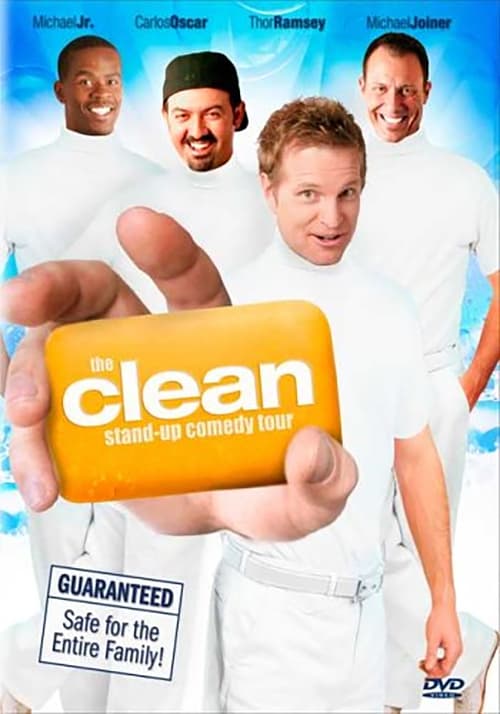 MichaelJr. CarlosOscar ThorRamsey MichaelJoiner
the
clean
stand-up comedy tour
GUARANTEED
Safe for the
Entire Family!
DVD
VIDEO